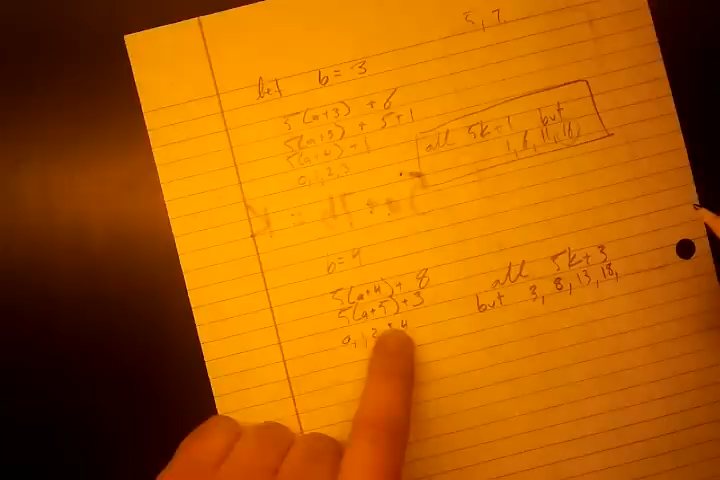 5, 7
let b = 3
5(a+3) + 6
5(a+3) + 5+1
5(a+4) + 1
0, 1, 2, 3
all 5k+1 but
1, 6, 11, 16
b = 4
5(a+4) + 8
5(a+5) + 3
0, 1, 2, 3, 4
all 5k+3
but 3, 8, 13, 18,